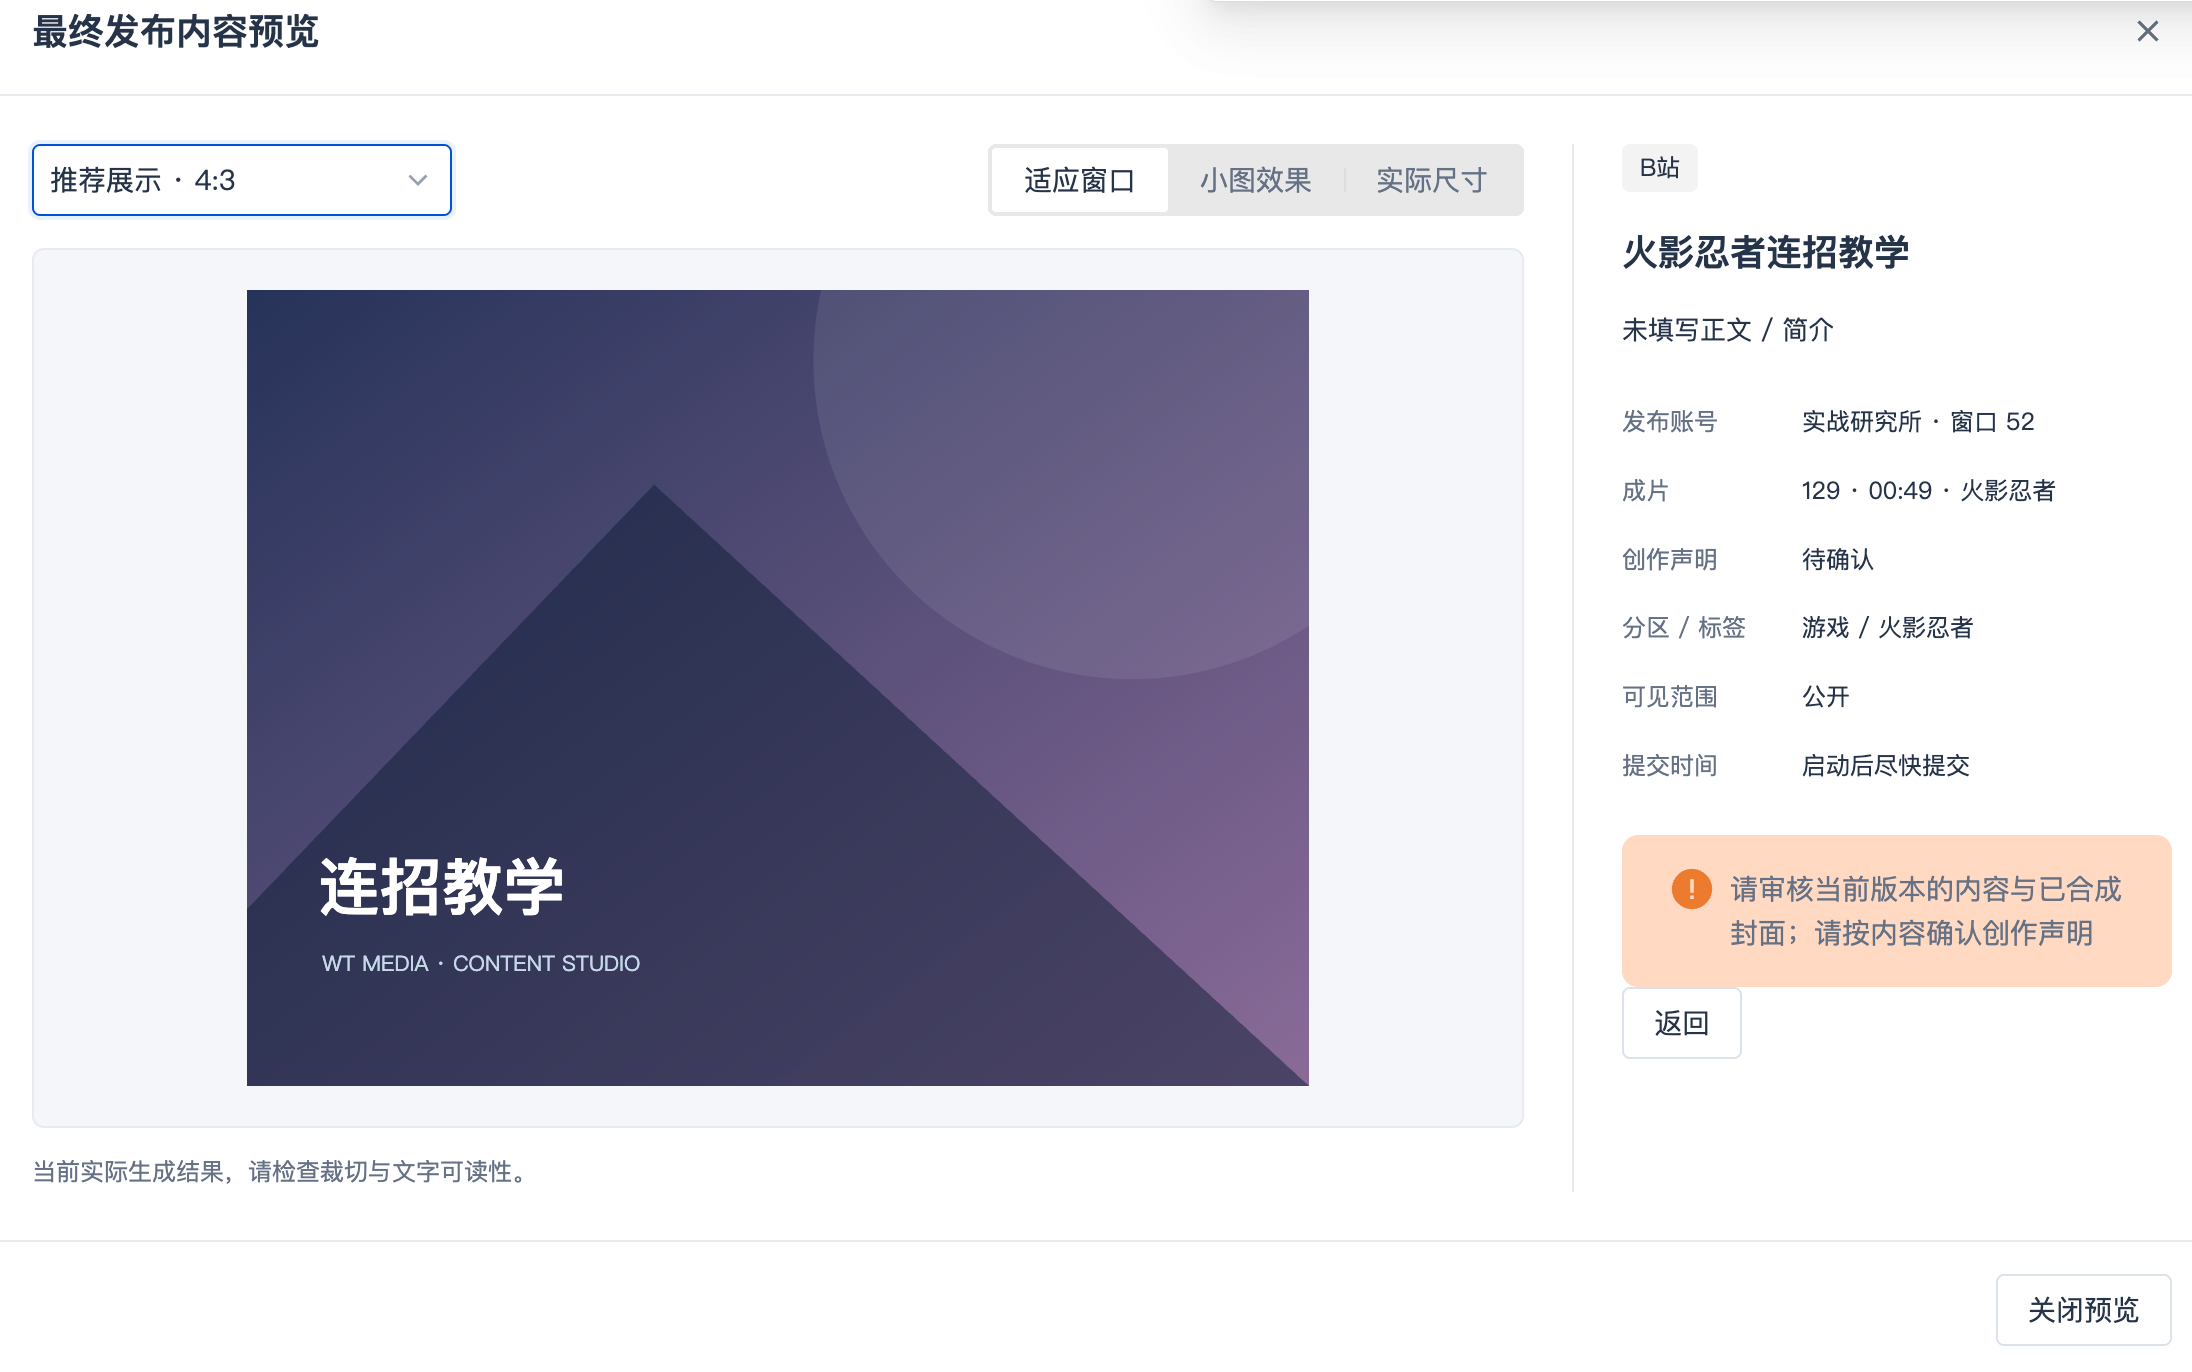 最终发布内容预览
推荐展示 · 4:3
适应窗口
小图效果
实际尺寸
连招教学
WT MEDIA · CONTENT STUDIO
当前实际生成结果，请检查裁切与文字可读性。
B站
火影忍者连招教学
未填写正文 / 简介
发布账号 实战研究所 · 窗口 52
成片 129 · 00:49 · 火影忍者
创作声明 待确认
分区 / 标签 游戏 / 火影忍者
可见范围 公开
提交时间 启动后尽快提交
请审核当前版本的内容与已合成
封面；请按内容确认创作声明
返回
关闭预览